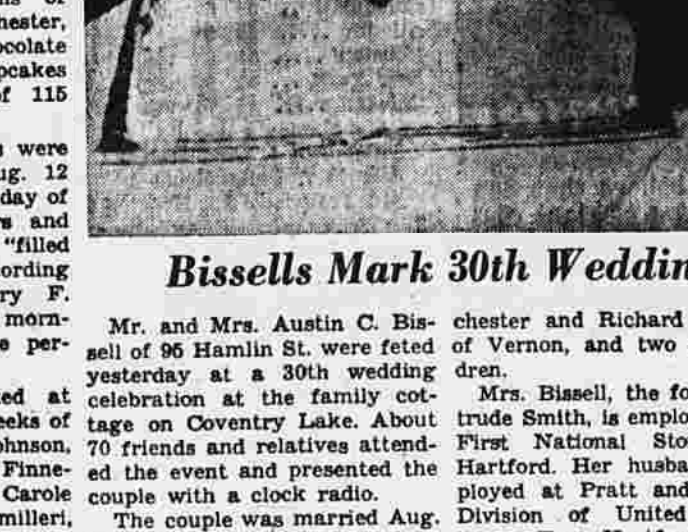 hester,
ocolate
pcakes
of 115
were
ug. 12
day of
and
"filled
cording
ry F.
morn-
e per-
ed at
eeks of
ohnson,
Finne-
Carole
milleri,
Bissells Mark 30th Weddin
Mr. and Mrs. Austin C. Bis-
sell of 95 Hamlin St. were feted
yesterday at a 30th wedding
celebration at the family cot-
tage on Coventry Lake. About
70 friends and relatives attend-
ed the event and presented the
couple with a clock radio.
The couple was married Aug.
chester and Richard
of Vernon, and two
dren.
Mrs. Bissell, the fo
trude Smith, is emplo
First National Sto
Hartford. Her husba
ployed at Pratt and
Division of United